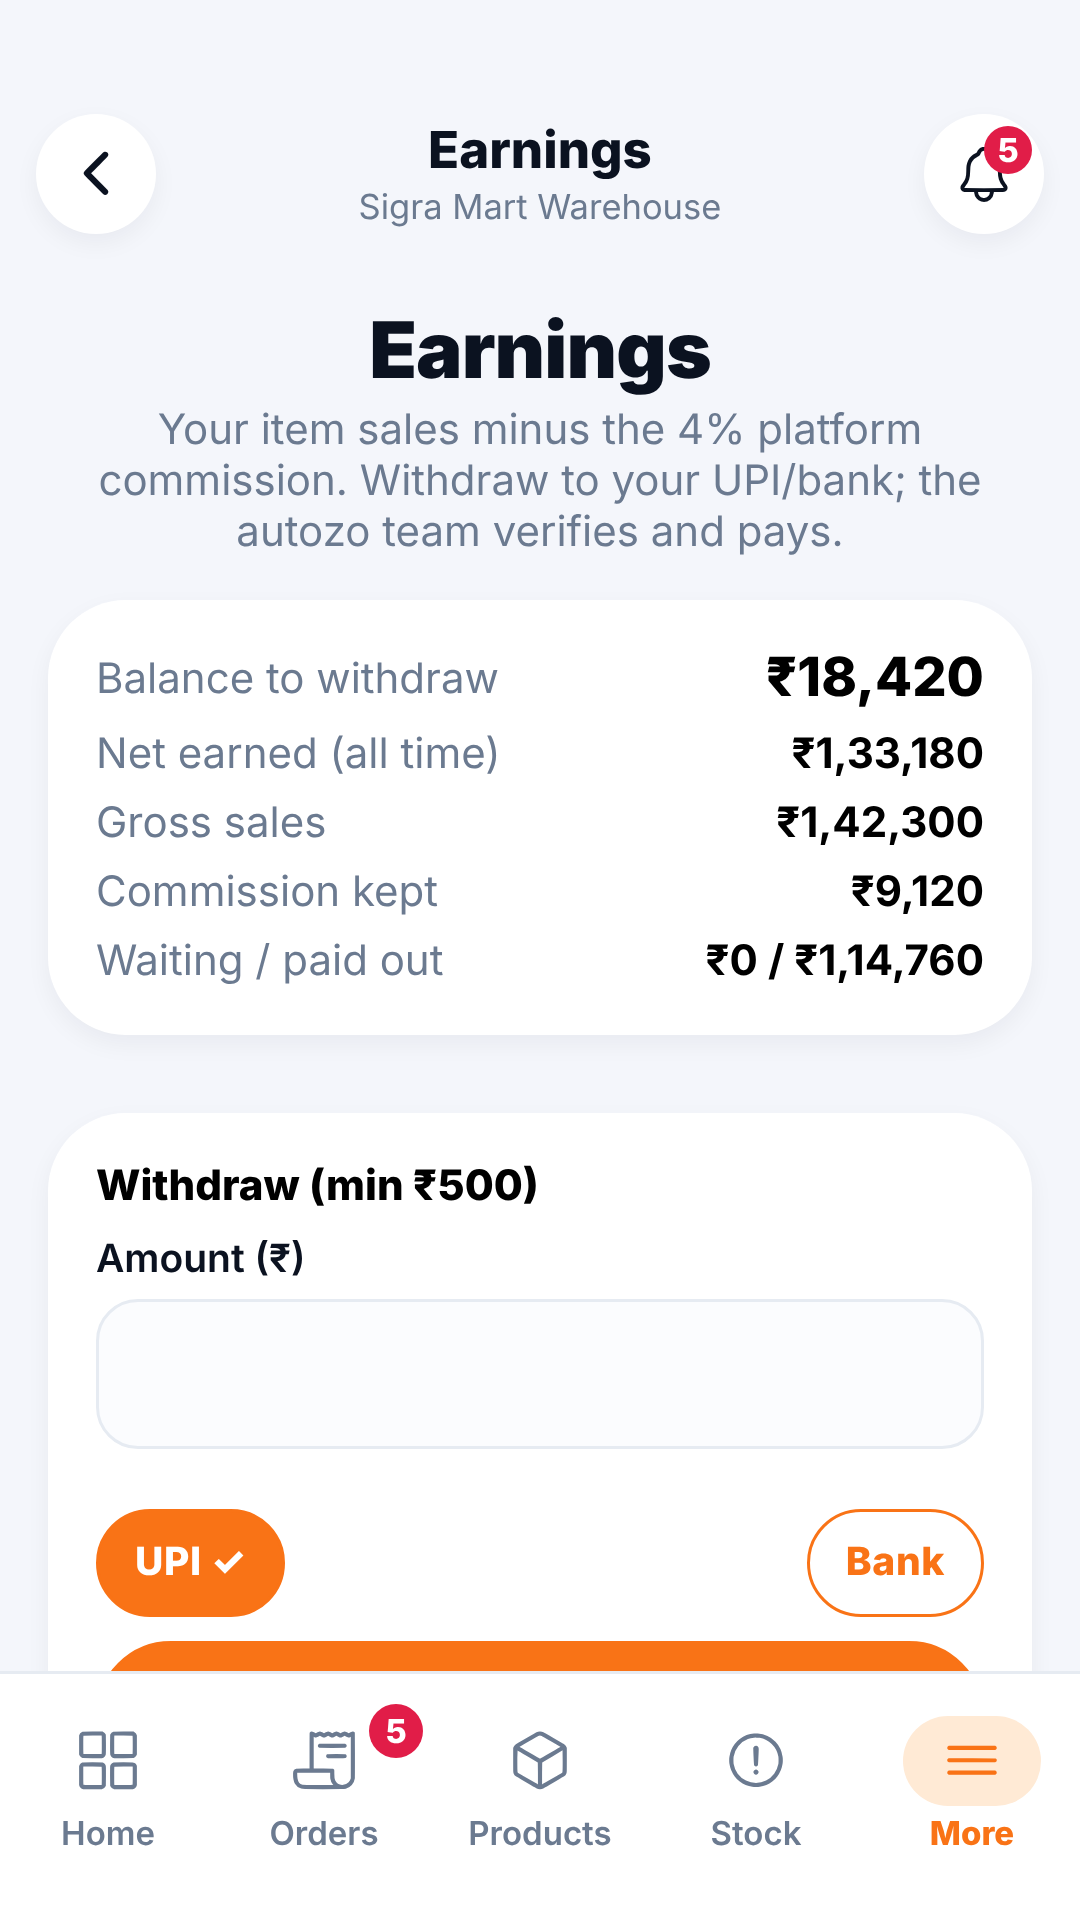 Earnings
Sigra Mart Warehouse
5
Earnings
Your item sales minus the 4% platform
commission. Withdraw to your UPI/bank; the
autozo team verifies and pays.
Balance to withdraw ₹18,420
Net earned (all time) ₹1,33,180
Gross sales ₹1,42,300
Commission kept ₹9,120
Waiting / paid out ₹0 / ₹1,14,760
Withdraw (min ₹500)
Amount (₹)
UPI ✓ Bank
5
Home Orders Products Stock More